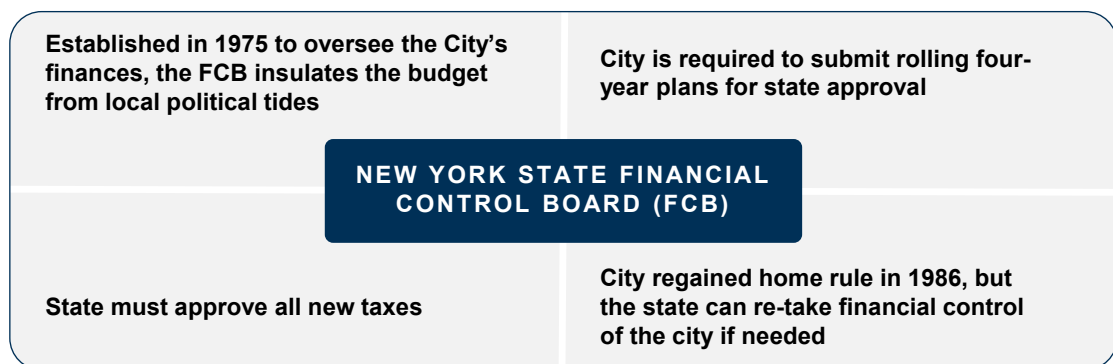 Established in 1975 to oversee the City’s
finances, the FCB insulates the budget
from local political tides
City is required to submit rolling four-
year plans for state approval
NEW YORK STATE FINANCIAL
CONTROL BOARD (FCB)
State must approve all new taxes
City regained home rule in 1986, but
the state can re-take financial control
of the city if needed